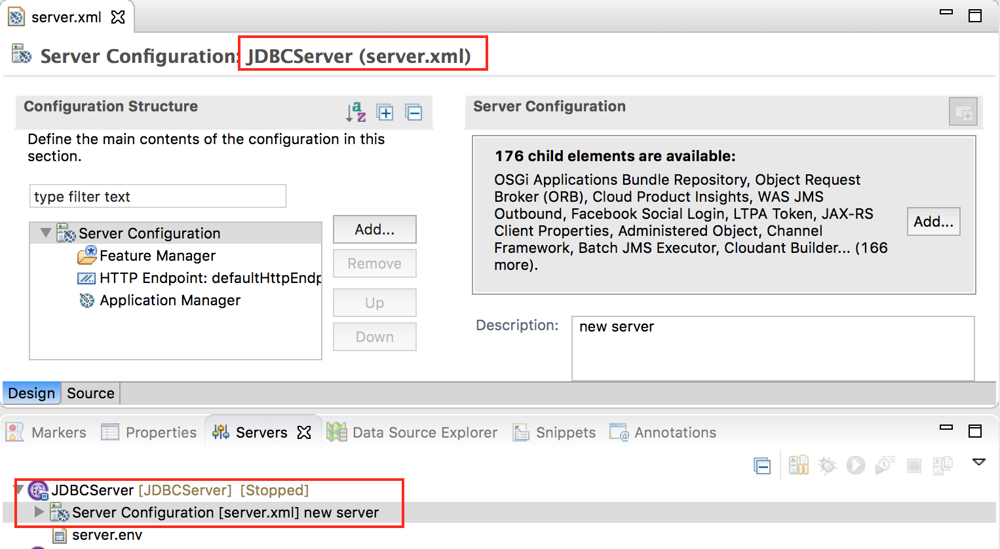 server.xml
Server Configuration: JDBCServer (server.xml)
Configuration Structure
Define the main contents of the configuration in this
section.
type filter text
Server Configuration
Feature Manager
HTTP Endpoint: defaultHttpEndp
Application Manager
Add...
Remove
Up
Down
Server Configuration
176 child elements are available:
OSGi Applications Bundle Repository, Object Request
Broker (ORB), Cloud Product Insights, WAS JMS
Outbound, Facebook Social Login, LTPA Token, JAX-RS
Client Properties, Administered Object, Channel
Framework, Batch JMS Executor, Cloudant Builder... (166
more).
Add...
Description: new server
Design Source
Markers Properties Servers Data Source Explorer Snippets Annotations
JDBCServer [JDBCServer] [Stopped]
Server Configuration [server.xml] new server
server.env